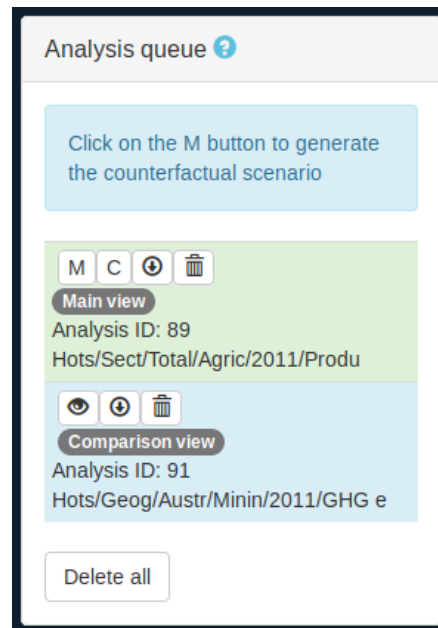 Analysis queue ?
Click on the M button to generate
the counterfactual scenario
M C
Main view
Analysis ID: 89
Hots/Sect/Total/Agric/2011/Produ
Comparison view
Analysis ID: 91
Hots/Geog/Austr/Minin/2011/GHG e
Delete all